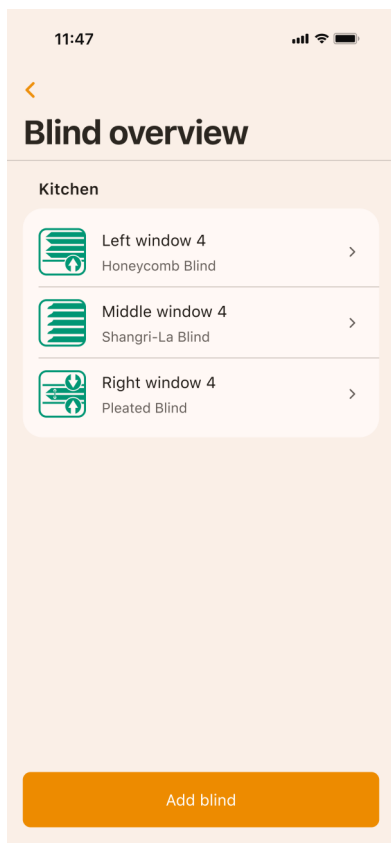 11:47
Blind overview
Kitchen
Left window 4
Honeycomb Blind
Middle window 4
Shangri-La Blind
Right window 4
Pleated Blind
Add blind